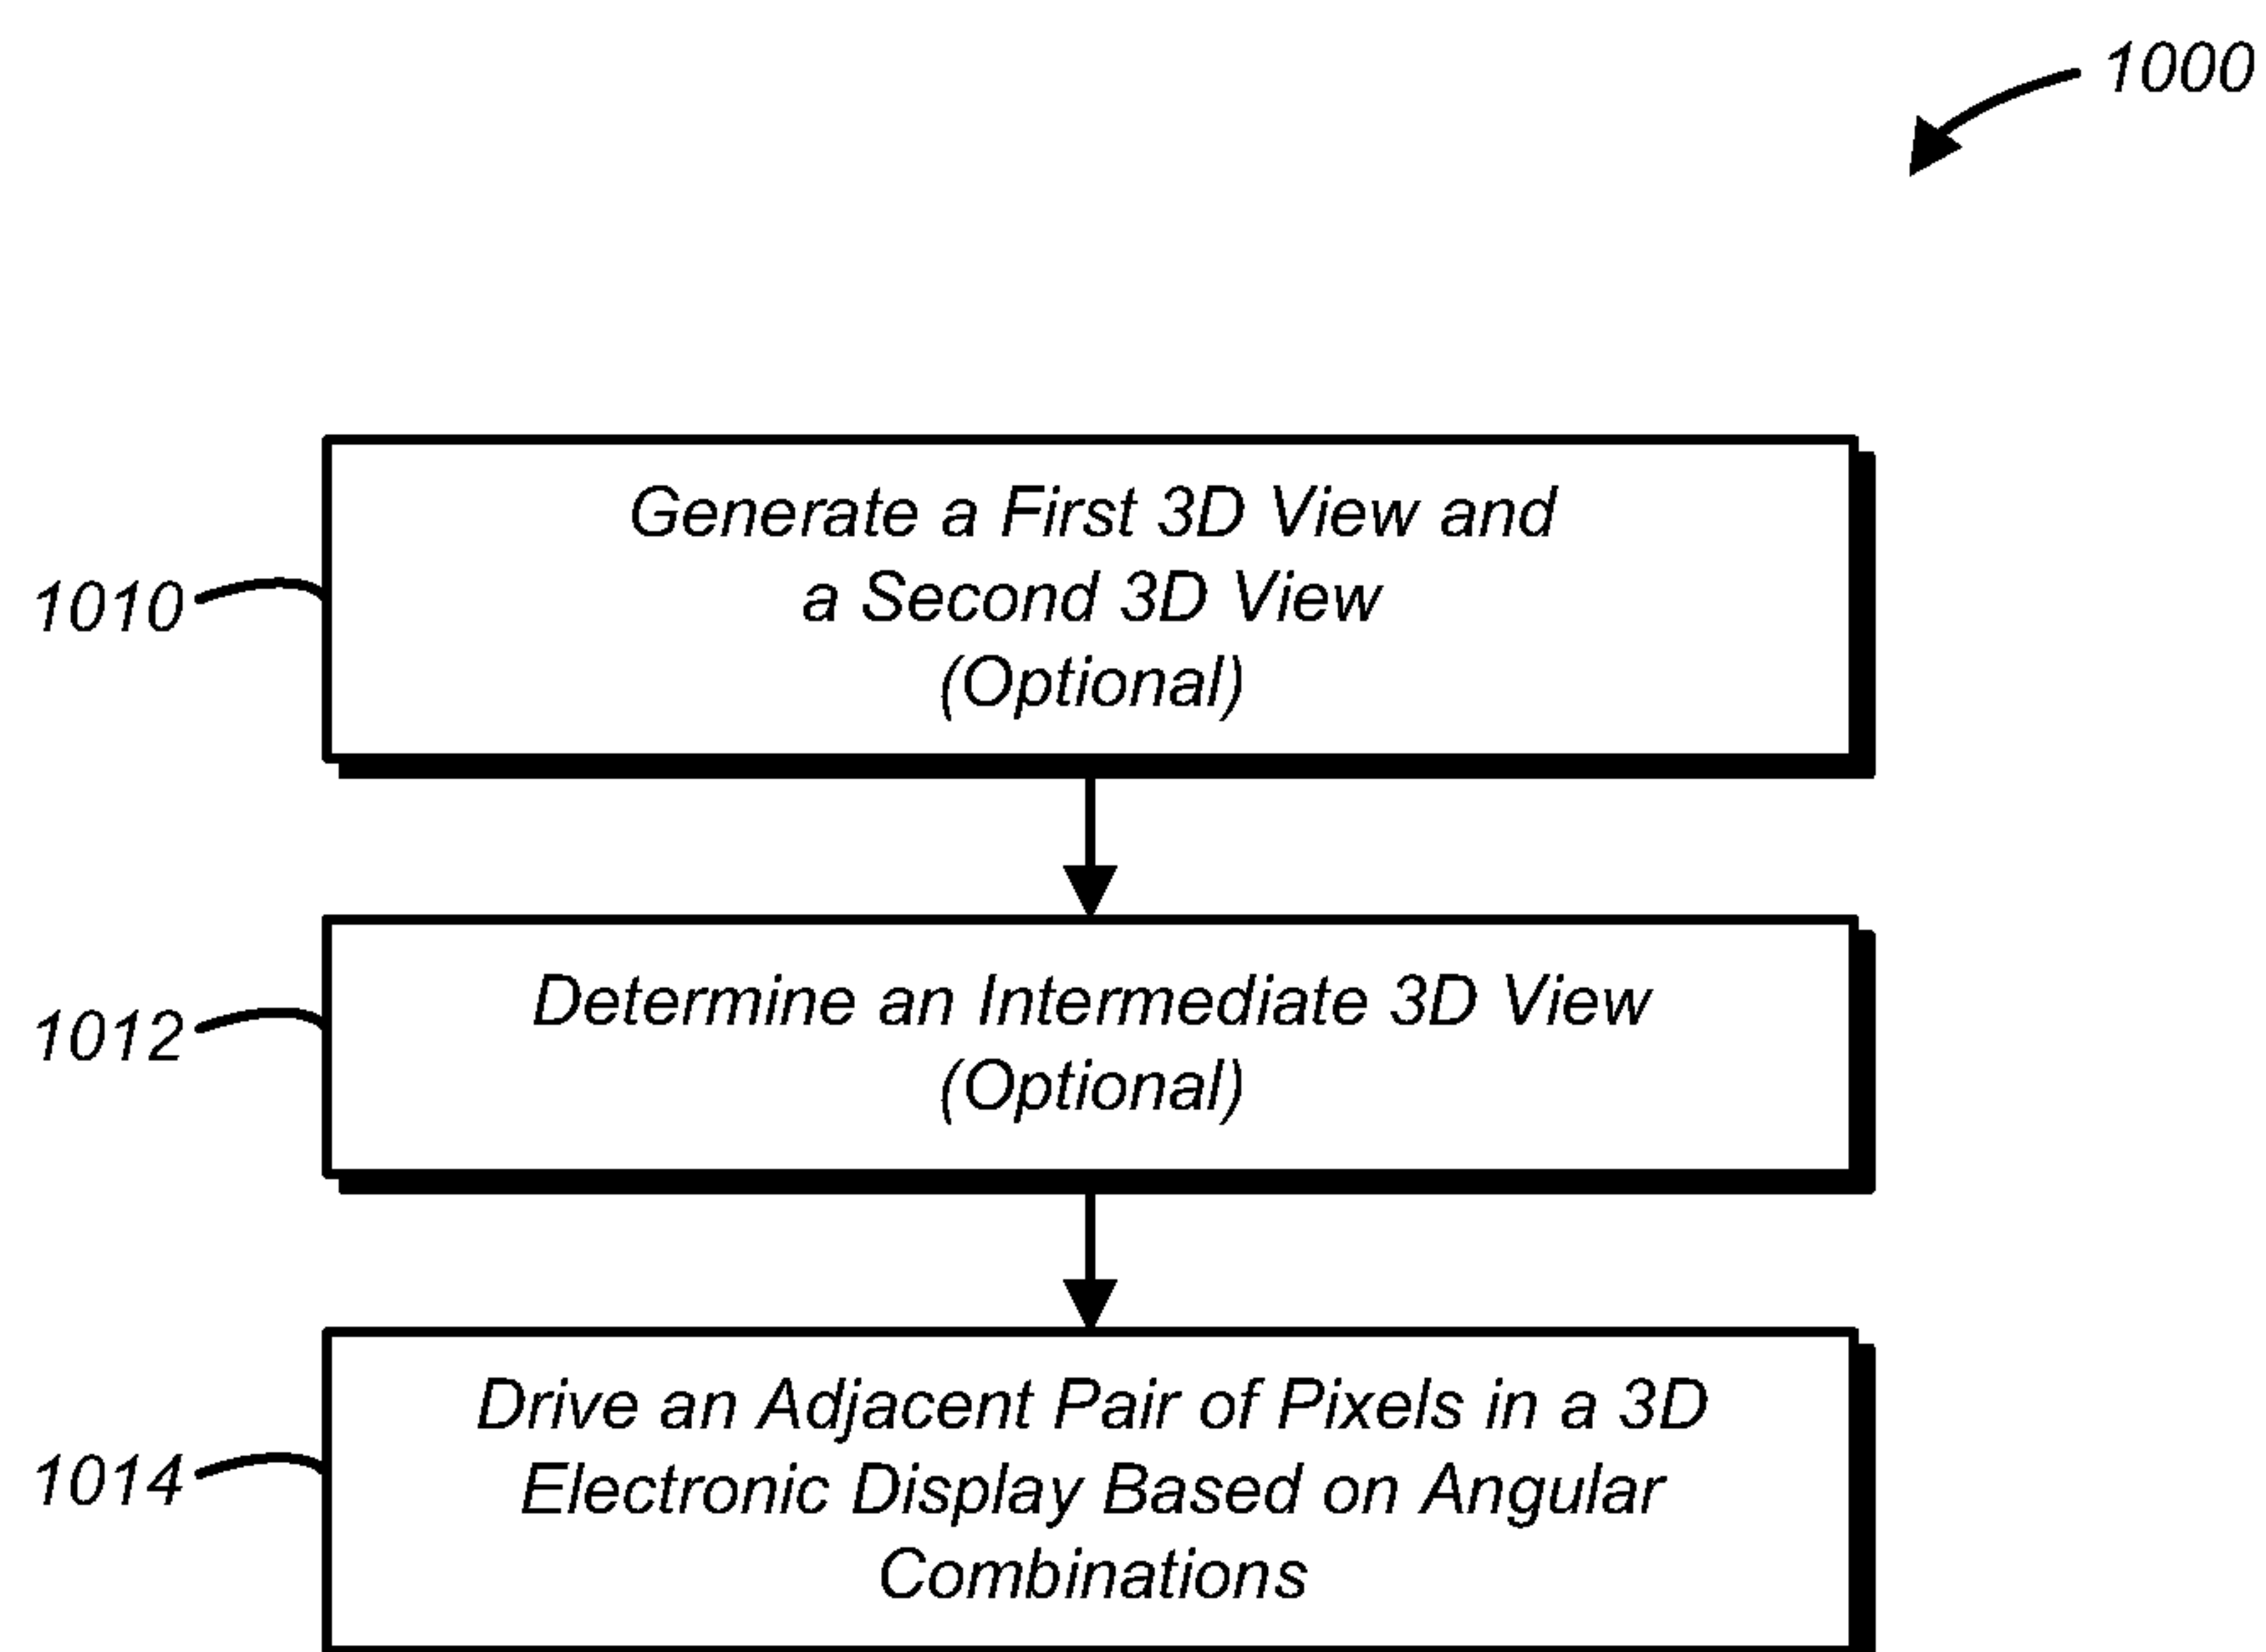 1000
Generate a First 3D View and
a Second 3D View
(Optional)
1010
Determine an Intermediate 3D View
(Optional)
1012
Drive an Adjacent Pair of Pixels in a 3D
Electronic Display Based on Angular
Combinations
1014